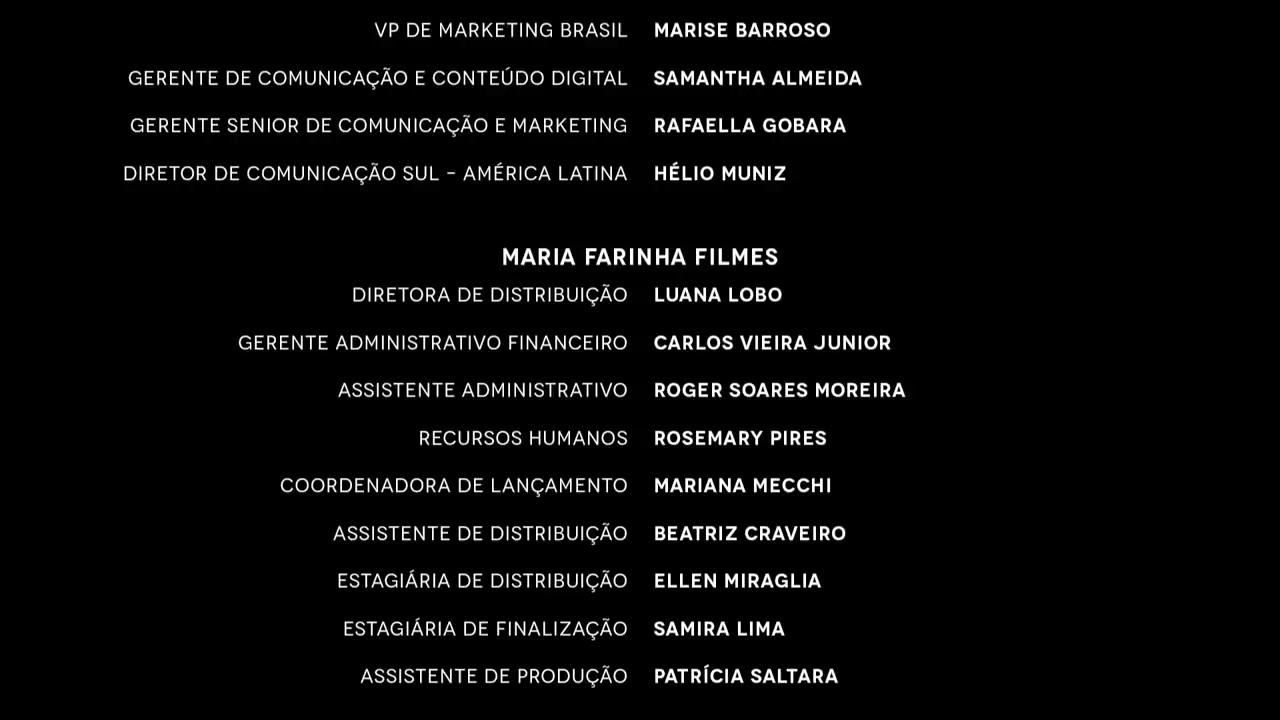 VP DE MARKETING BRASIL MARISE BARROSO
GERENTE DE COMUNICAÇÃO E CONTEÚDO DIGITAL SAMANTHA ALMEIDA
GERENTE SENIOR DE COMUNICAÇÃO E MARKETING RAFAELLA GOBARA
DIRETOR DE COMUNICAÇÃO SUL - AMÉRICA LATINA HÉLIO MUNIZ
MARIA FARINHA FILMES
DIRETORA DE DISTRIBUIÇÃO LUANA LOBO
GERENTE ADMINISTRATIVO FINANCEIRO CARLOS VIEIRA JUNIOR
ASSISTENTE ADMINISTRATIVO ROGER SOARES MOREIRA
RECURSOS HUMANOS ROSEMARY PIRES
COORDENADORA DE LANÇAMENTO MARIANA MECCHI
ASSISTENTE DE DISTRIBUIÇÃO BEATRIZ CRAVEIRO
ESTAGIÁRIA DE DISTRIBUIÇÃO ELLEN MIRAGLIA
ESTAGIÁRIA DE FINALIZAÇÃO SAMIRA LIMA
ASSISTENTE DE PRODUÇÃO PATRÍCIA SALTARA